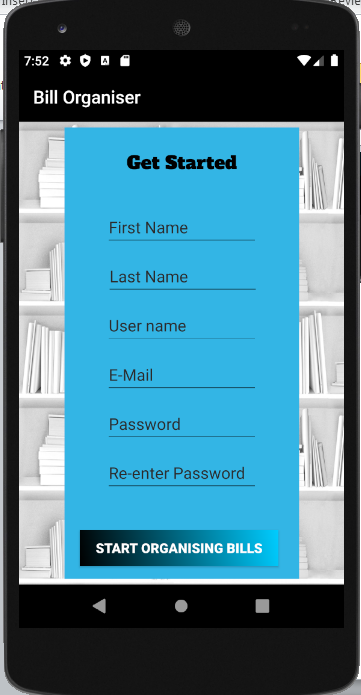 7:52
Bill Organiser
Get Started
First Name
Last Name
User name
E-Mail
Password
Re-enter Password
START ORGANISING BILLS